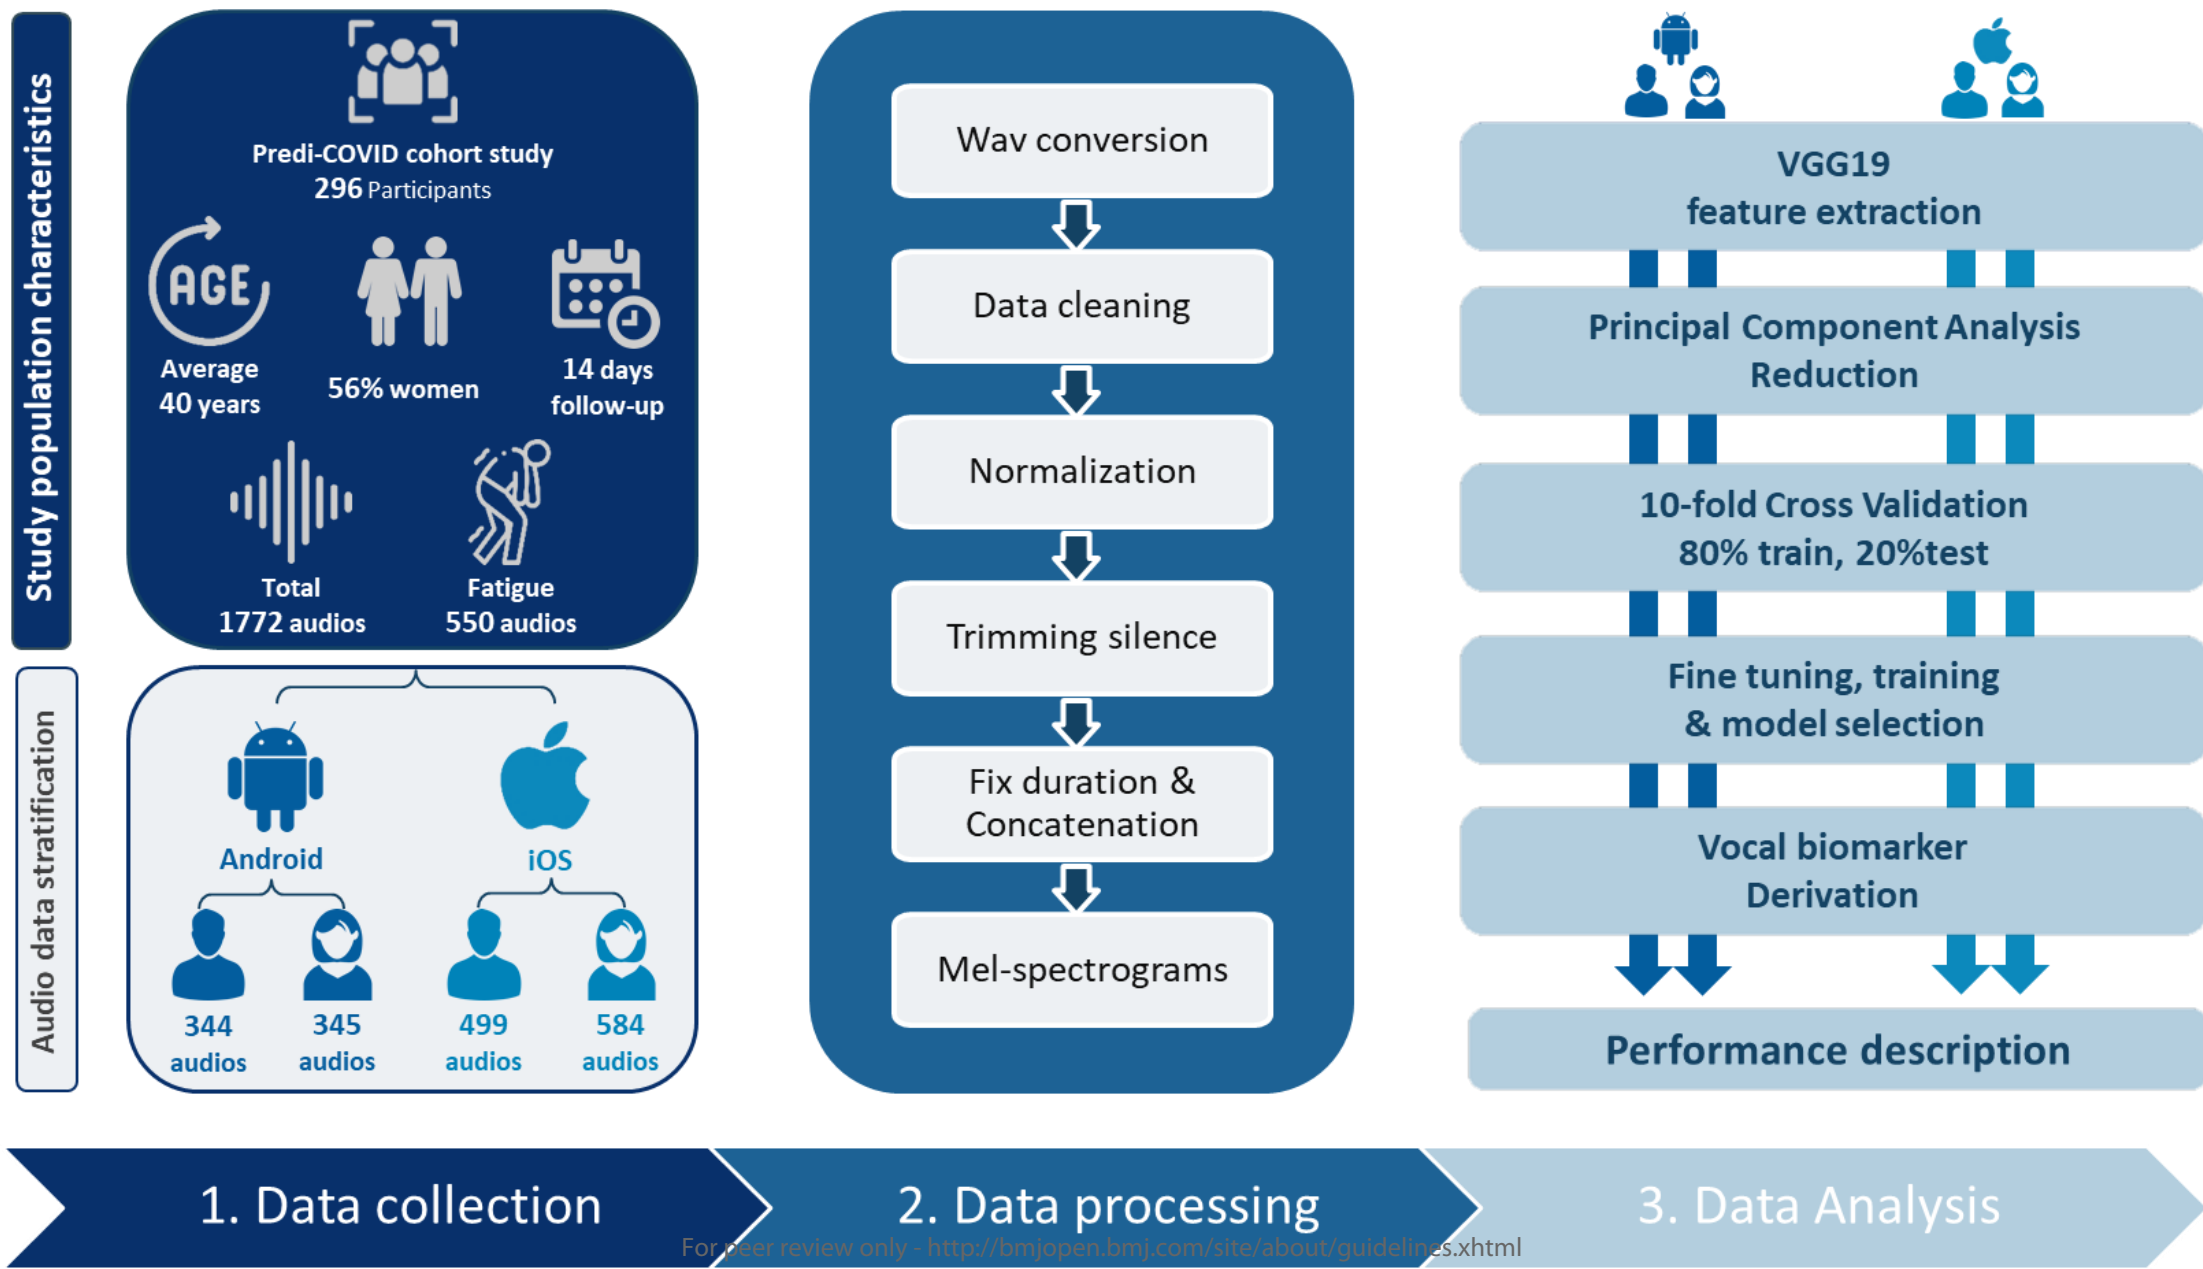 Study population characteristics
Predi-COVID cohort study
296 Participants
AGE
Average
40 years
56% women
14 days
follow-up
Total
1772 audios
Fatigue
550 audios
Audio data stratification
Android
iOS
344
audios
345
audios
499
audios
584
audios
Wav conversion
Data cleaning
Normalization
Trimming silence
Fix duration &
Concatenation
Mel-spectrograms
VGG19
feature extraction
Principal Component Analysis
Reduction
10-fold Cross Validation
80% train, 20%test
Fine tuning, training
& model selection
Vocal biomarker
Derivation
Performance description
1. Data collection
2. Data processing
3. Data Analysis
For peer review only - http://bmjopen.bmj.com/site/about/guidelines.xhtml